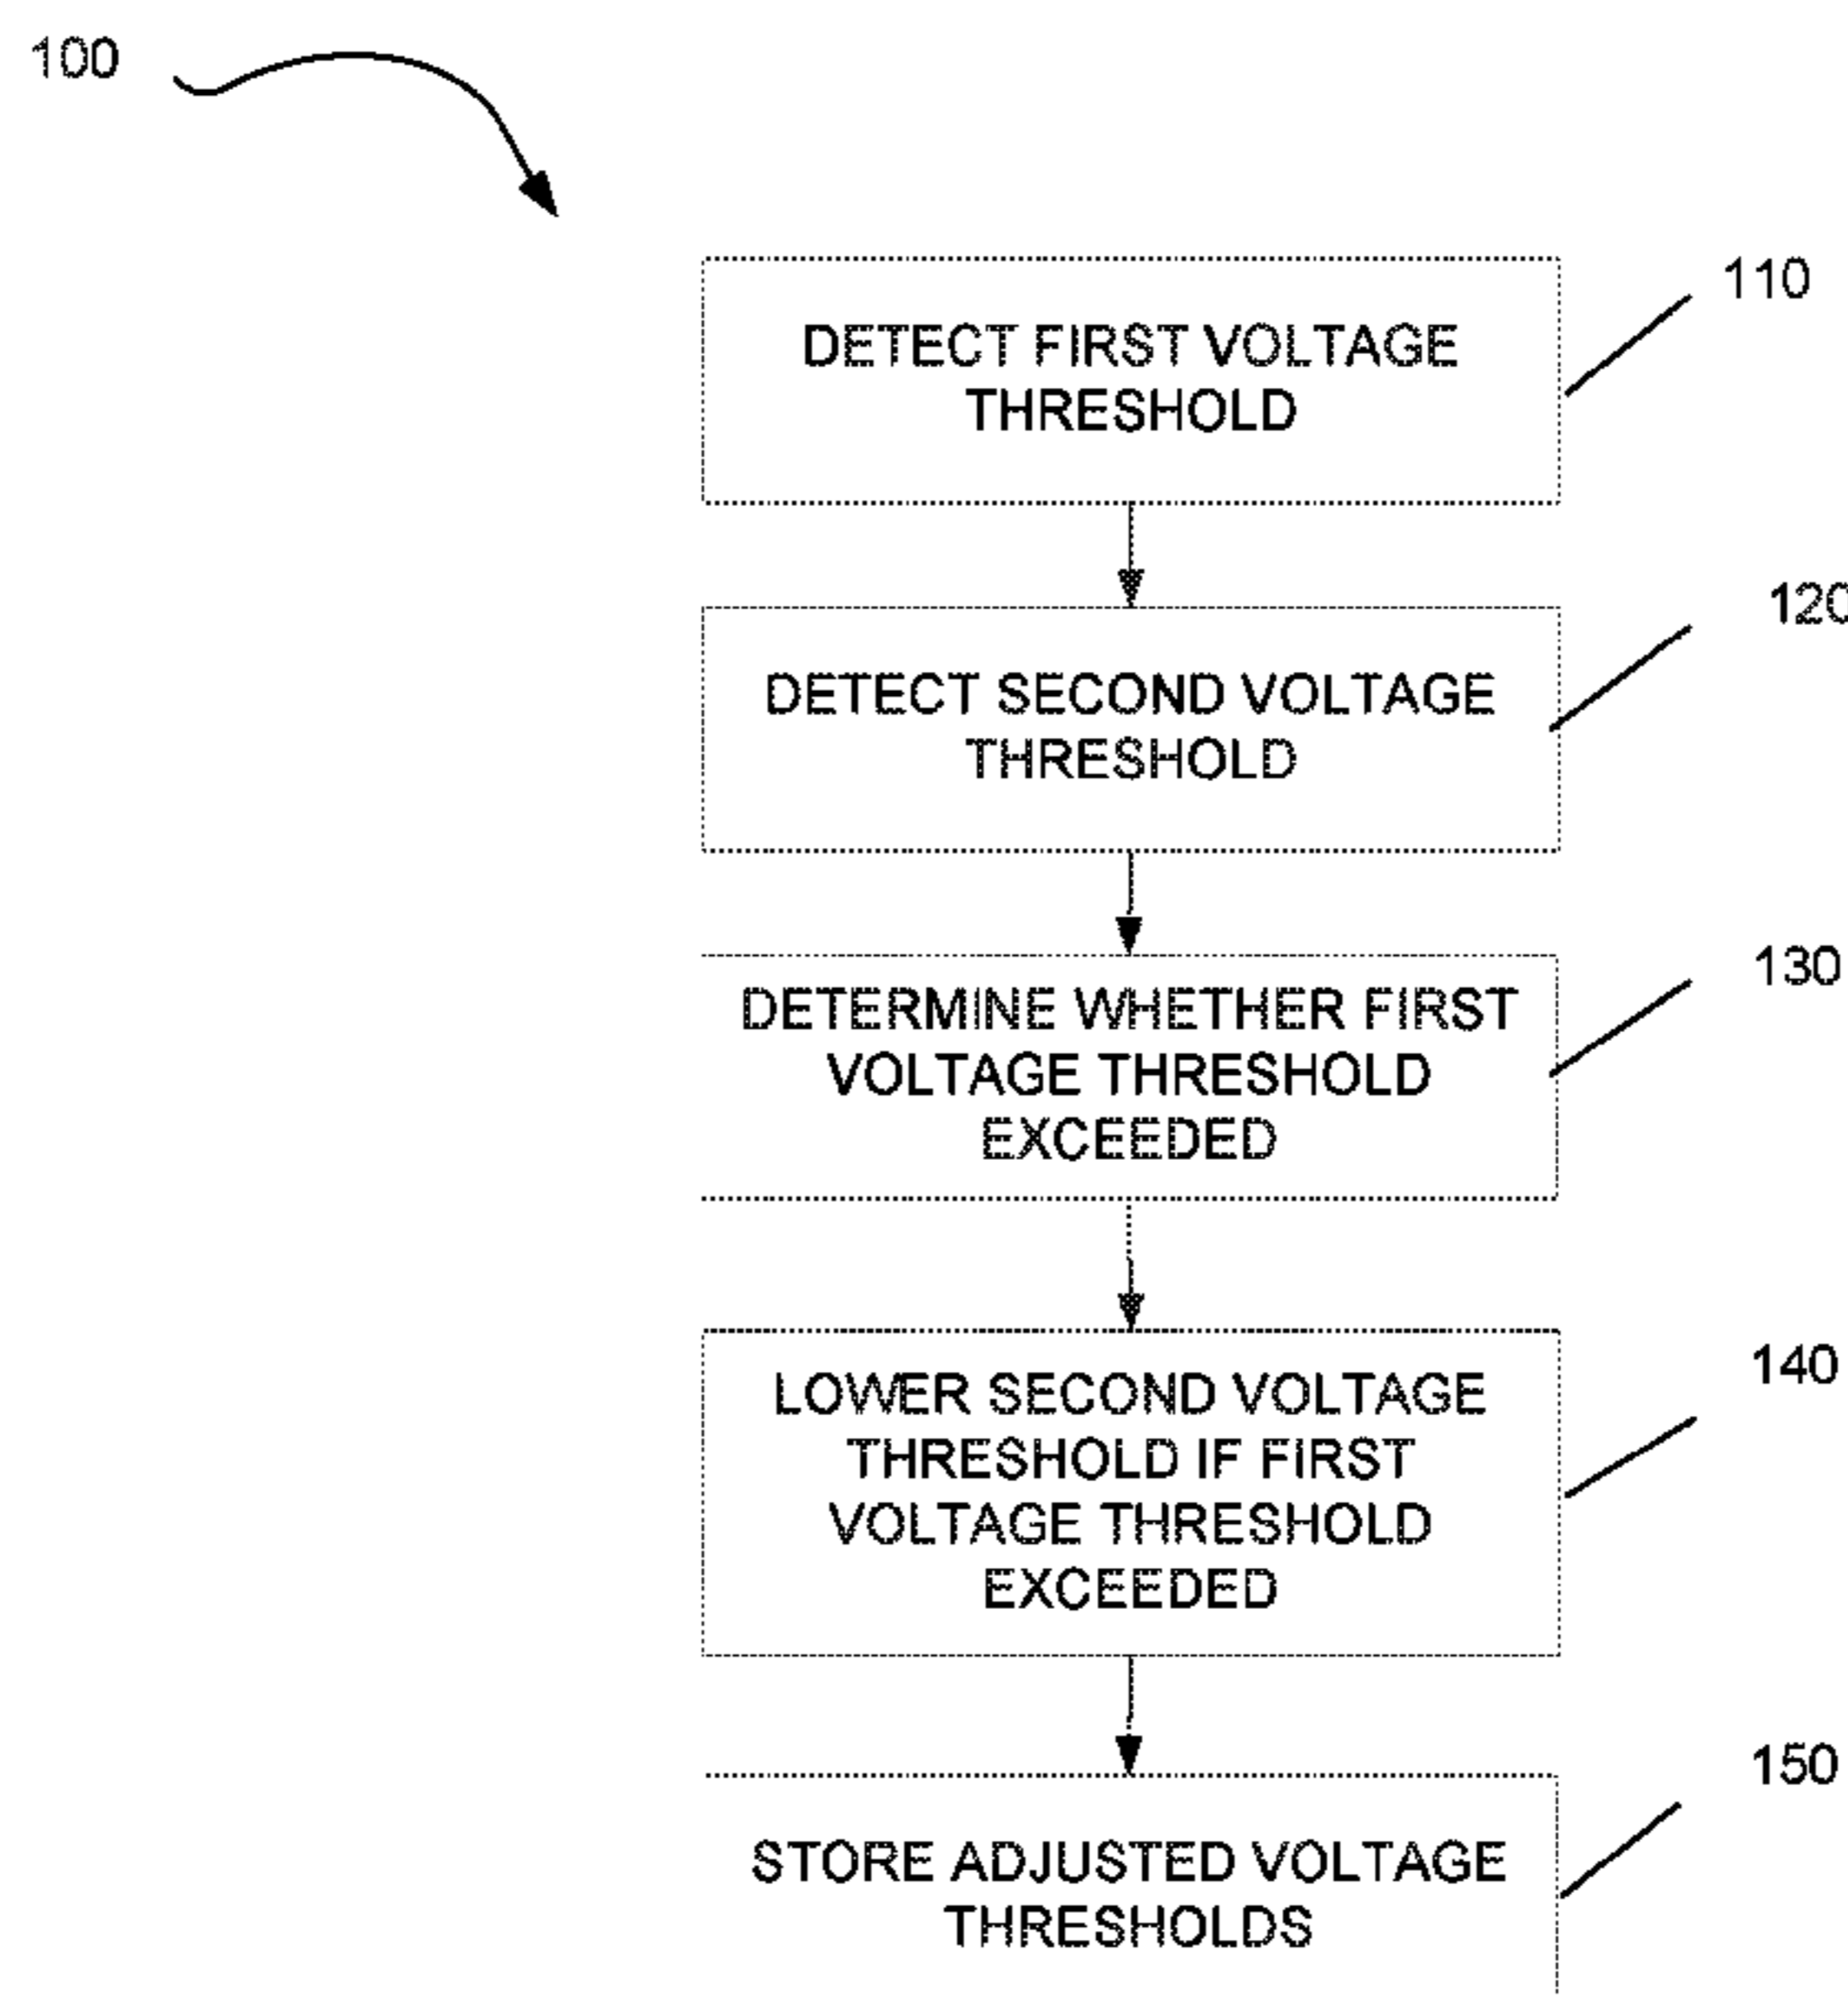 100
110
DETECT FIRST VOLTAGE
THRESHOLD
120
DETECT SECOND VOLTAGE
THRESHOLD
130
DETERMINE WHETHER FIRST
VOLTAGE THRESHOLD
EXCEEDED
140
LOWER SECOND VOLTAGE
THRESHOLD IF FIRST
VOLTAGE THRESHOLD
EXCEEDED
150
STORE ADJUSTED VOLTAGE
THRESHOLDS